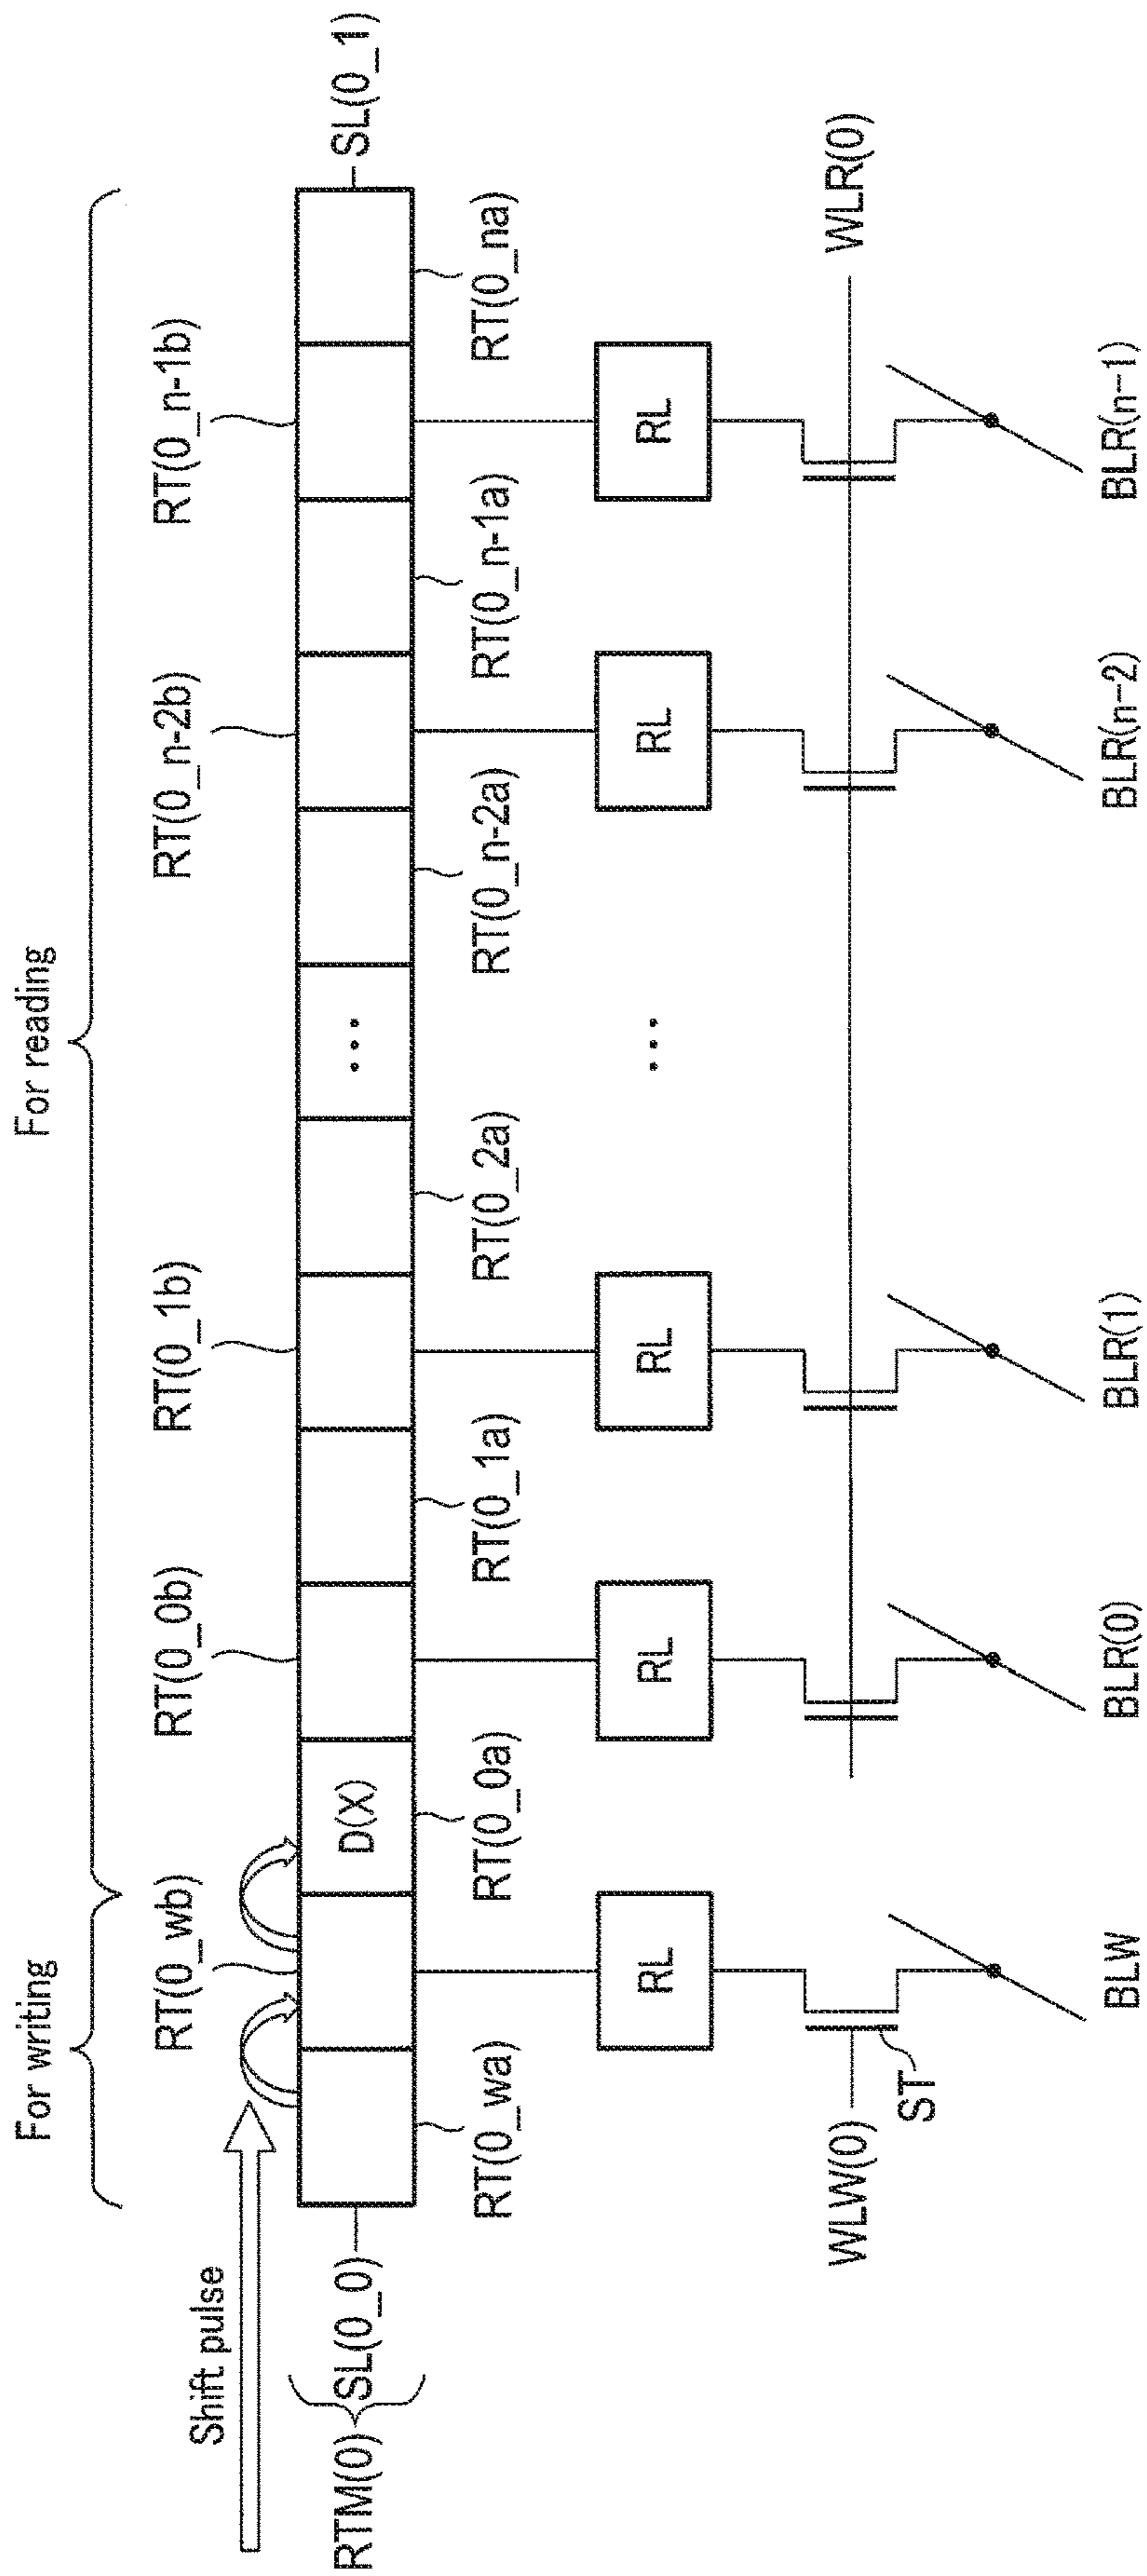 For writing
For reading
Shift pulse
RT(0_wb)
RT(0_0b)
RT(0_1b)
RT(0_n-2b)
RT(0_n-1b)
RTM(0)
SL(0_0)
D(X)
...
SL(0_1)
RT(0_wa)
RT(0_0a)
RT(0_1a)
RT(0_2a)
RT(0_n-2a)
RT(0_n-1a)
RT(0_na)
RL
RL
RL
...
RL
RL
WLW(0)
ST
WLR(0)
BLW
BLR(0)
BLR(1)
BLR(n-2)
BLR(n-1)